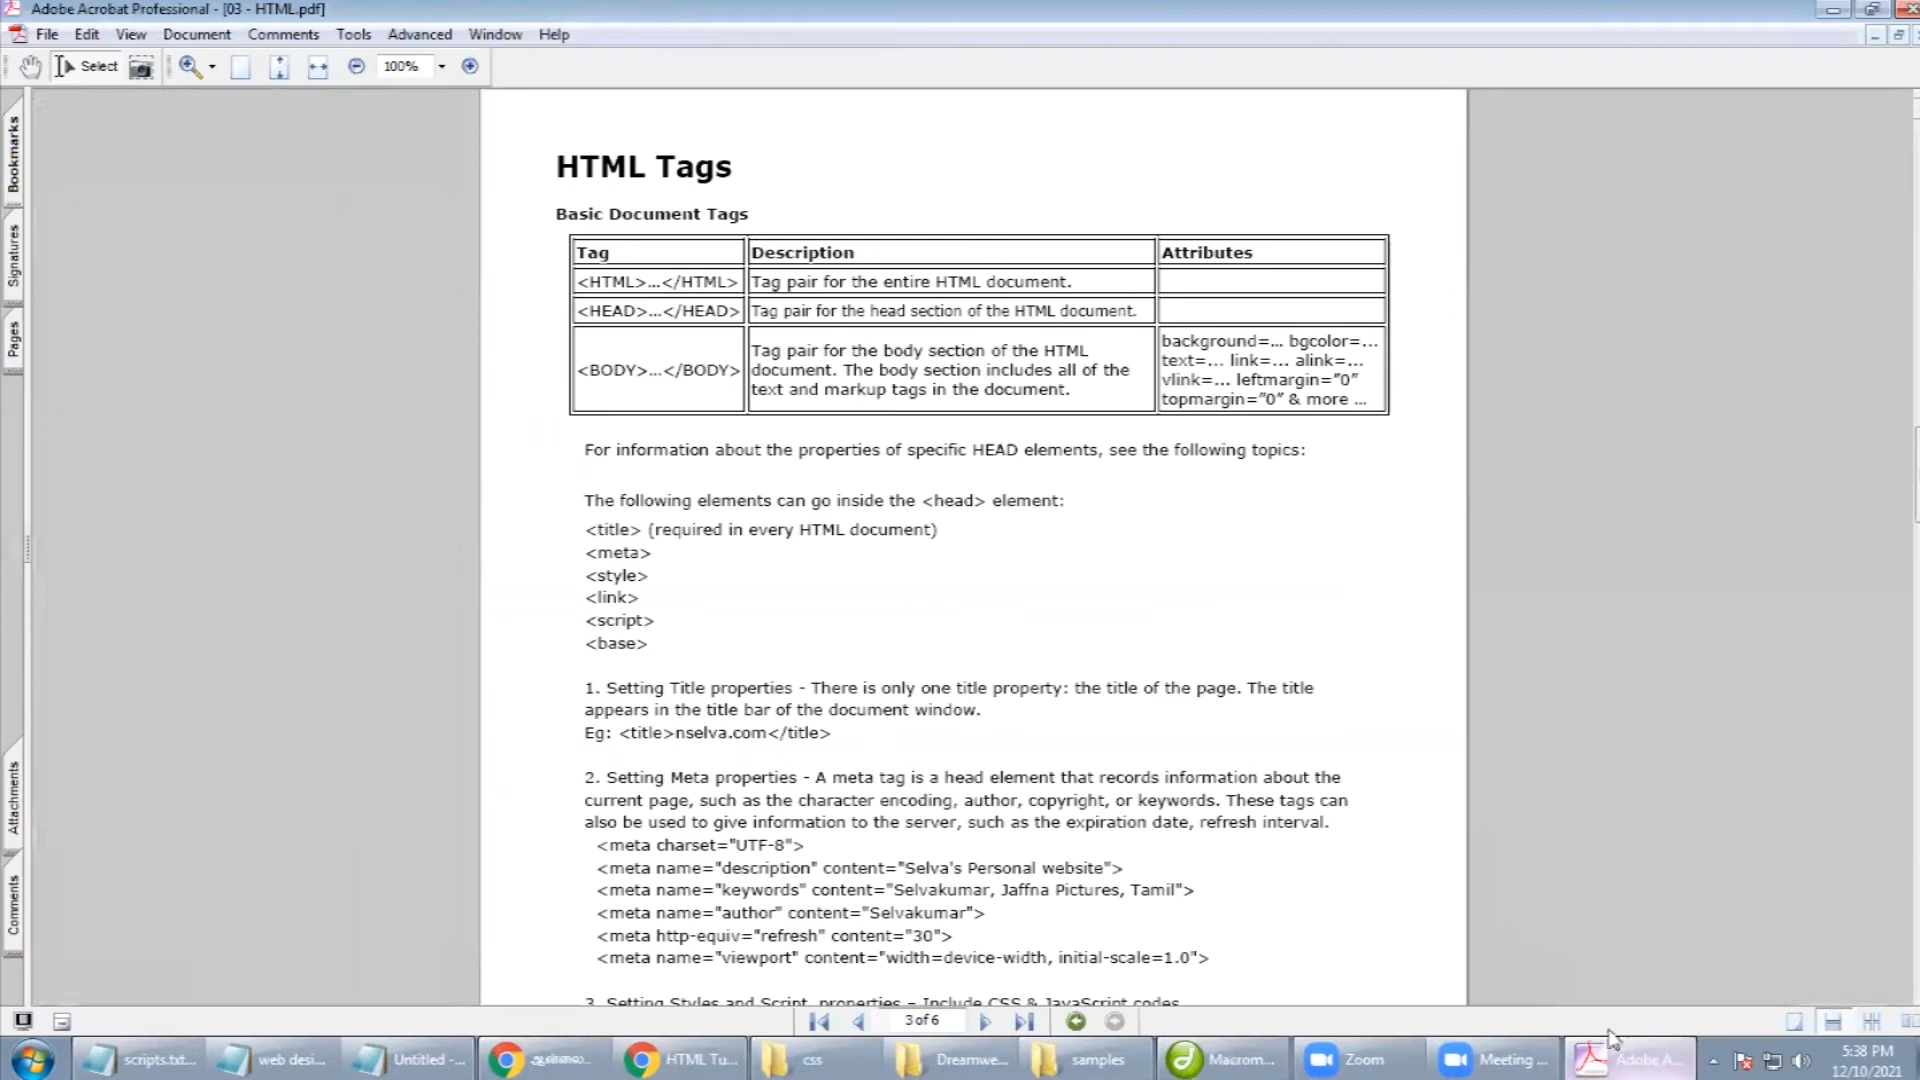 Adobe Acrobat Professional - [03 - HTML.pdf]
File Edit View Document Comments Tools Advanced Window Help
Select 100%
Bookmarks
Signatures
Pages
Attachments
Comments
HTML Tags
Basic Document Tags
Tag Description Attributes
<HTML>...</HTML> Tag pair for the entire HTML document.
<HEAD>...</HEAD> Tag pair for the head section of the HTML document.
<BODY>...</BODY>
Tag pair for the body section of the HTML
document. The body section includes all of the
text and markup tags in the document.
background=... bgcolor=...
text=... link=... alink=...
vlink=... leftmargin="0"
topmargin="0" & more ...
For information about the properties of specific HEAD elements, see the following topics:
The following elements can go inside the <head> element:
<title> (required in every HTML document)
<meta>
<style>
<link>
<script>
<base>
1. Setting Title properties - There is only one title property: the title of the page. The title
appears in the title bar of the document window.
Eg: <title>nselva.com</title>
2. Setting Meta properties - A meta tag is a head element that records information about the
current page, such as the character encoding, author, copyright, or keywords. These tags can
also be used to give information to the server, such as the expiration date, refresh interval.
<meta charset="UTF-8">
<meta name="description" content="Selva's Personal website">
<meta name="keywords" content="Selvakumar, Jaffna Pictures, Tamil">
<meta name="author" content="Selvakumar">
<meta http-equiv="refresh" content="30">
<meta name="viewport" content="width=device-width, initial-scale=1.0">
3. Setting Styles and Script properties – Include CSS & JavaScript codes
3 of 6
scripts.txt... web desi... Untitled -... HTML Tu... css Dreamwe... samples Macrom... Zoom Meeting ... Adobe A...
5:38 PM
12/10/2021